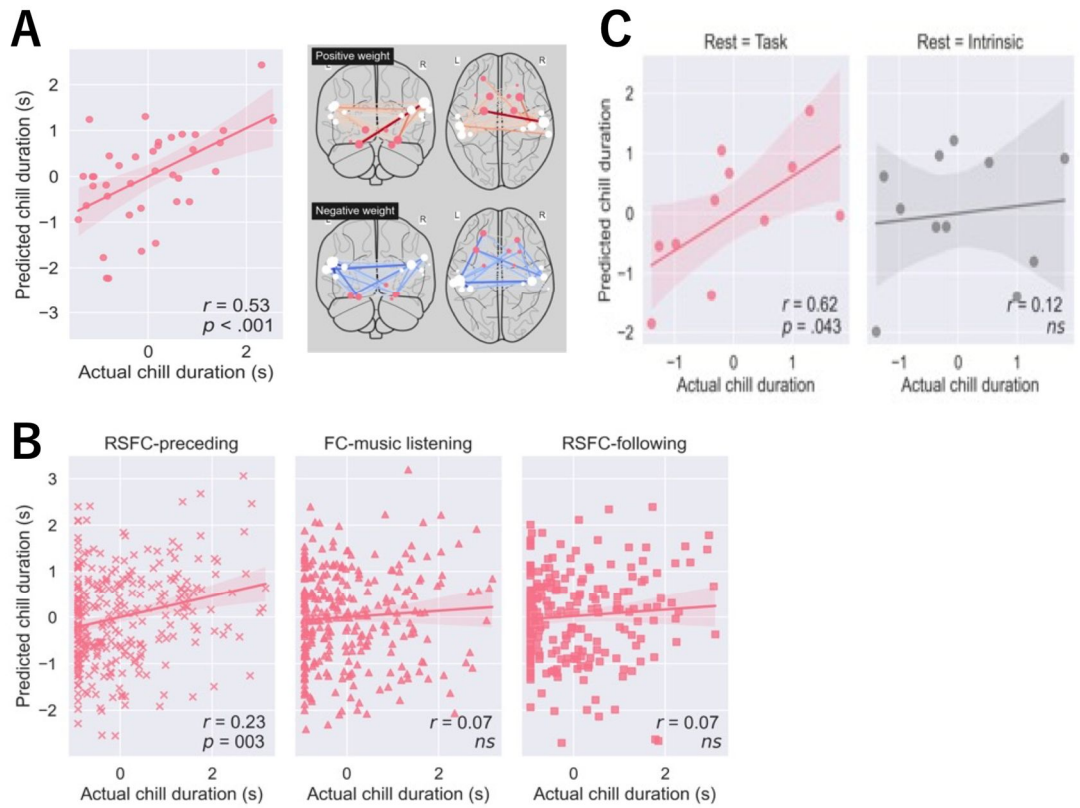 A
Predicted chill duration (s)
2
1
0
−1
−2
−3
r = 0.53
p < .001
0
2
Actual chill duration (s)
Positive weight
L
R
L
R
Negative weight
L
R
L
R
C
Rest = Task
Rest = Intrinsic
Predicted chill duration
2
1
0
−1
−2
r = 0.62
p = .043
r = 0.12
ns
−1
0
1
−1
0
1
Actual chill duration
Actual chill duration
B
RSFC-preceding
FC-music listening
RSFC-following
Predicted chill duration (s)
3
2
1
0
−1
−2
r = 0.23
p = 003
r = 0.07
ns
r = 0.07
ns
0
2
0
2
0
2
Actual chill duration (s)
Actual chill duration (s)
Actual chill duration (s)